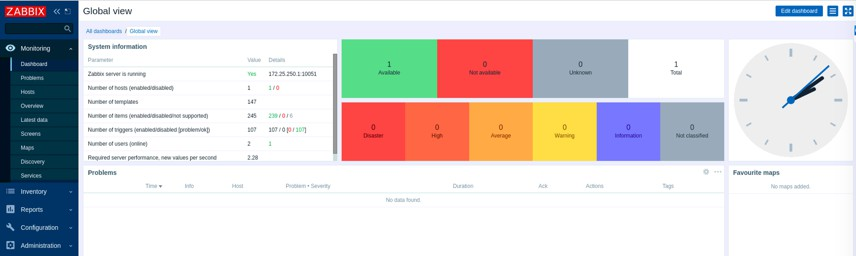 ZABBIX
Global view
Edit dashboard
All dashboards / Global view
Monitoring
Dashboard
Problems
Hosts
Overview
Latest data
Screens
Maps
Discovery
Services
Inventory
Reports
Configuration
Administration
System information
Parameter Value Details
Zabbix server is running Yes 172.25.250.1:10051
Number of hosts (enabled/disabled) 1 1 / 0
Number of templates 147
Number of items (enabled/disabled/not supported) 245 239 / 0 / 6
Number of triggers (enabled/disabled [problem/ok]) 107 107 / 0 [0 / 107]
Number of users (online) 2 1
Required server performance, new values per second 2.28
1 Available
0 Not available
0 Unknown
1 Total
0 Disaster
0 High
0 Average
0 Warning
0 Information
0 Not classified
Problems
Time Info Host Problem • Severity Duration Ack Actions Tags
No data found.
Favourite maps
No maps added.